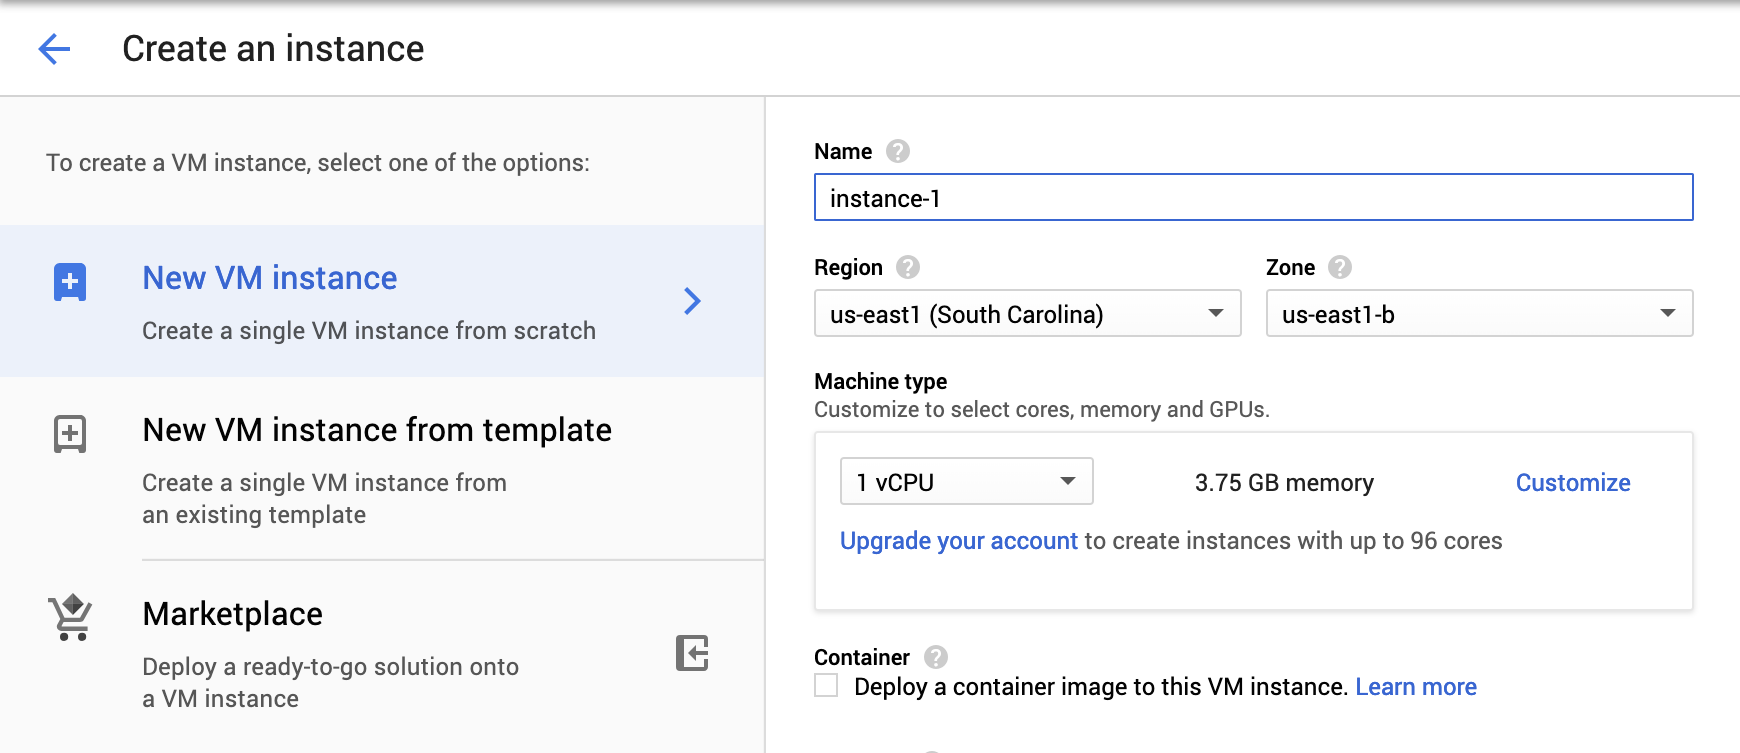 Create an instance
To create a VM instance, select one of the options:
New VM instance
Create a single VM instance from scratch
New VM instance from template
Create a single VM instance from
an existing template
Marketplace
Deploy a ready-to-go solution onto
a VM instance
Name ?
instance-1
Region ? Zone ?
us-east1 (South Carolina) us-east1-b
Machine type
Customize to select cores, memory and GPUs.
1 vCPU 3.75 GB memory Customize
Upgrade your account to create instances with up to 96 cores
Container ?
Deploy a container image to this VM instance. Learn more